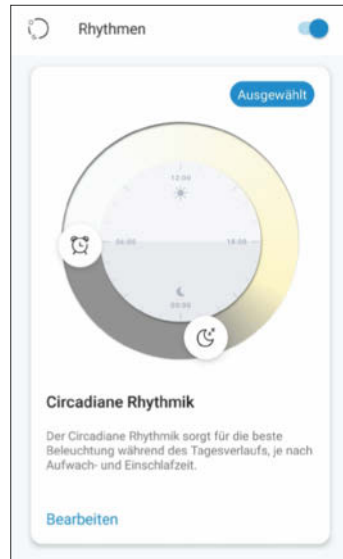 Rhythmen
Ausgewählt
12:00
06:00
18:00
00:00
Circadiane Rhythmik
Der Circadiane Rhythmik sorgt für die beste
Beleuchtung während des Tagesverlaufs, je nach
Aufwach- und Einschlafzeit.
Bearbeiten